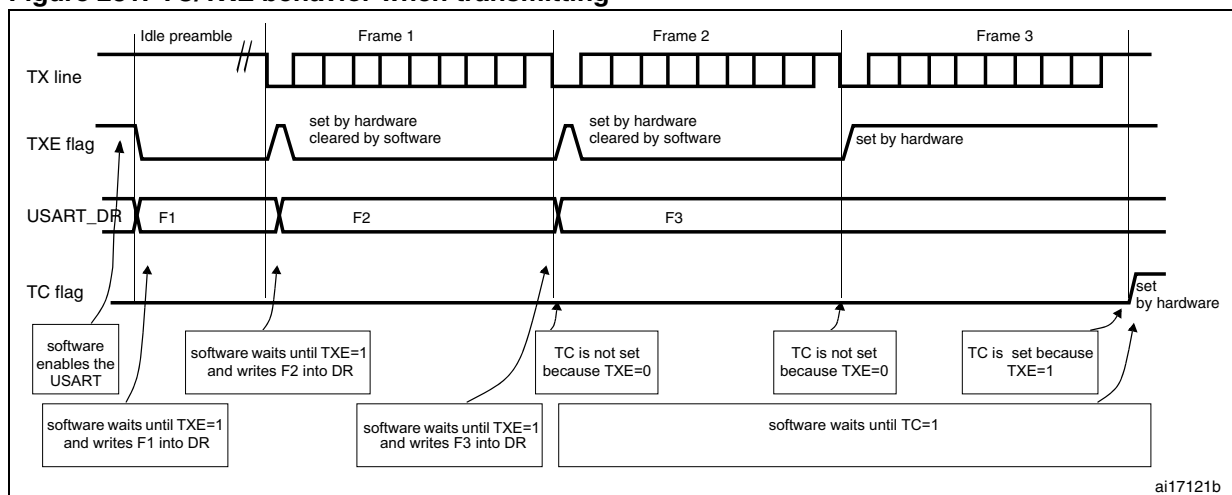 Figure 281. TC/TXE behavior when transmitting
Idle preamble
Frame 1
Frame 2
Frame 3
TX line
TXE flag
set by hardware
cleared by software
set by hardware
cleared by software
set by hardware
USART_DR
F1
F2
F3
TC flag
set
by hardware
software
enables the
USART
software waits until TXE=1
and writes F2 into DR
TC is not set
because TXE=0
TC is not set
because TXE=0
TC is set because
TXE=1
software waits until TXE=1
and writes F1 into DR
software waits until TXE=1
and writes F3 into DR
software waits until TC=1
ai17121b